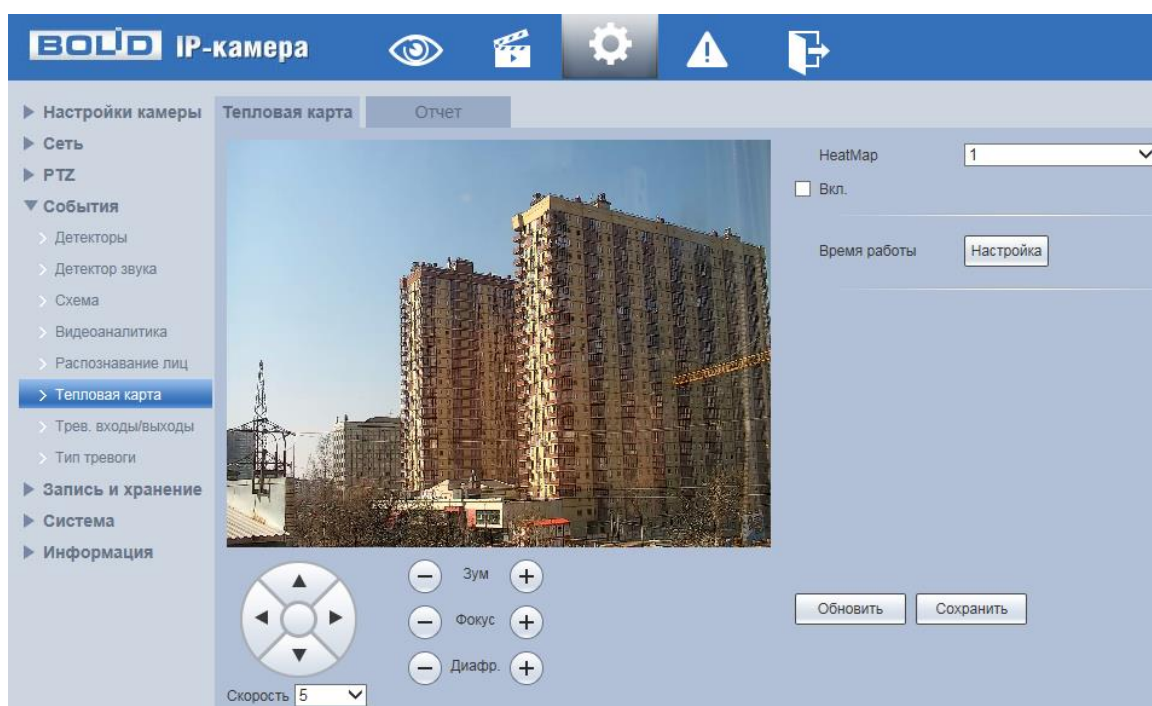 BOLID IP-камера
Настройки камеры
Сеть
PTZ
События
Детекторы
Детектор звука
Схема
Видеоаналитика
Распознавание лиц
Тепловая карта
Трев. входы/выходы
Тип тревоги
Запись и хранение
Система
Информация
Тепловая карта
Отчет
HeatMap 1
Вкл.
Время работы Настройка
Зум
Фокус
Диафр.
Скорость 5
Обновить Сохранить